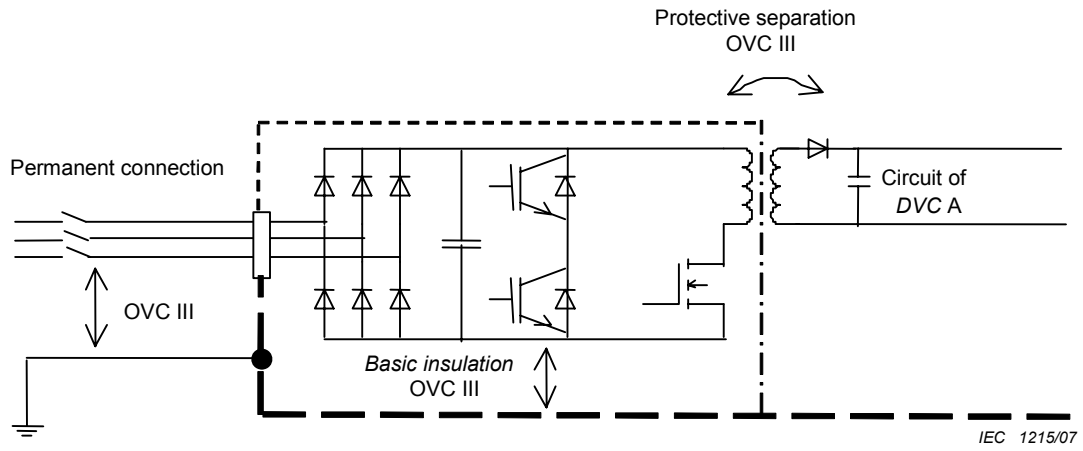 Protective separation
OVC III
Permanent connection
Circuit of
DVC A
OVC III
Basic insulation
OVC III
IEC 1215/07